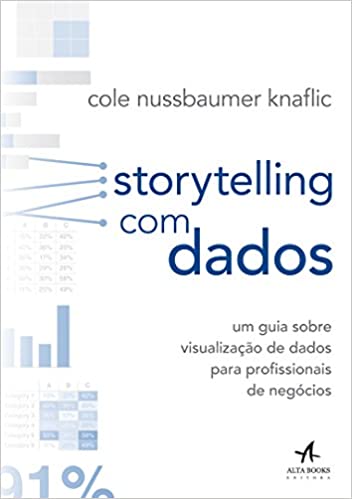 cole nussbaumer knaflic
storytelling
com
dados
um guia sobre
visualização de dados
para profissionais
de negócios
A B C
A B C
91%
ALTA BOOKS
EDITORA